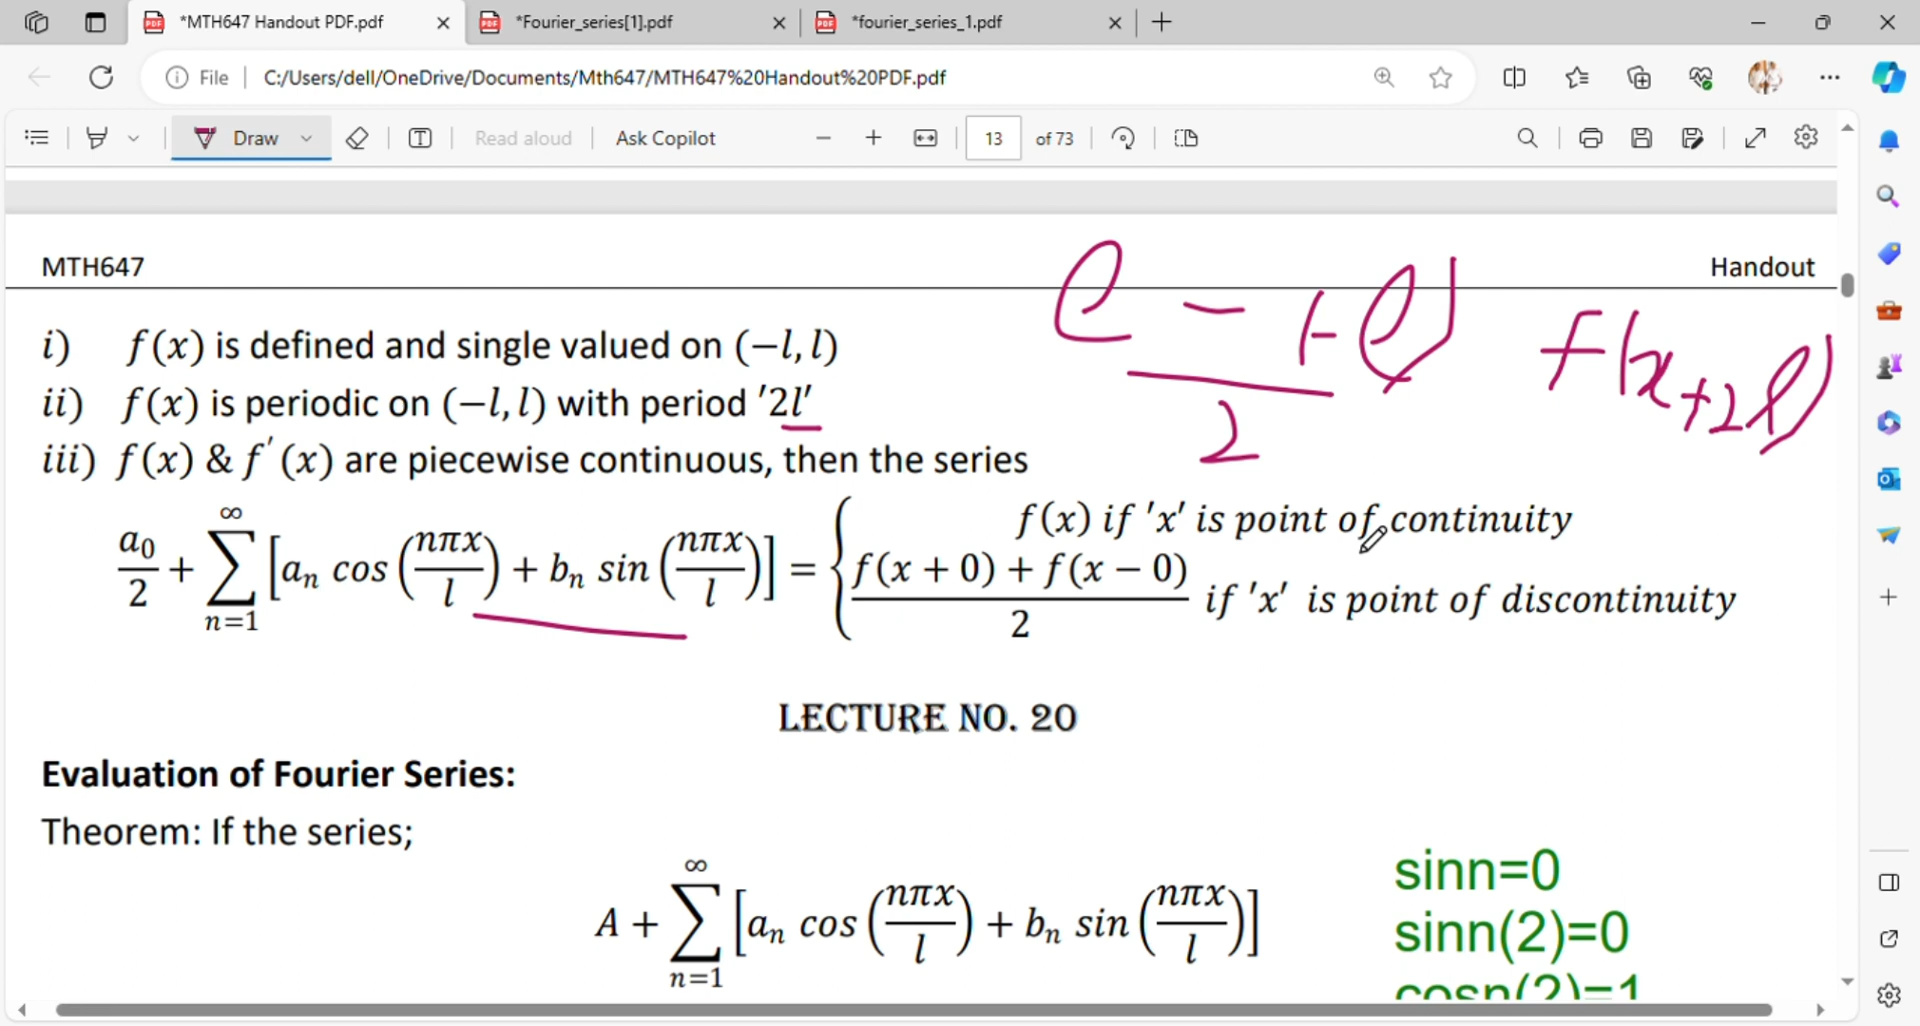 *MTH647 Handout PDF.pdf
*Fourier_series[1].pdf
*fourier_series_1.pdf
File
C:/Users/dell/OneDrive/Documents/Mth647/MTH647%20Handout%20PDF.pdf
Draw
Read aloud
Ask Copilot
13 of 73
MTH647
Handout
l - (-l)
2
f(x+2l)
i) f(x) is defined and single valued on (−l, l)
ii) f(x) is periodic on (−l, l) with period '2l'
iii) f(x) & f'(x) are piecewise continuous, then the series
a₀/2 + ∑_{n=1}^{∞} [aₙ cos (nπx/l) + bₙ sin (nπx/l)] = { f(x) if 'x' is point of continuity
(f(x + 0) + f(x − 0))/2 if 'x' is point of discontinuity
LECTURE NO. 20
Evaluation of Fourier Series:
Theorem: If the series;
A + ∑_{n=1}^{∞} [aₙ cos (nπx/l) + bₙ sin (nπx/l)]
sinn=0
sinn(2)=0
cosn(2)=1